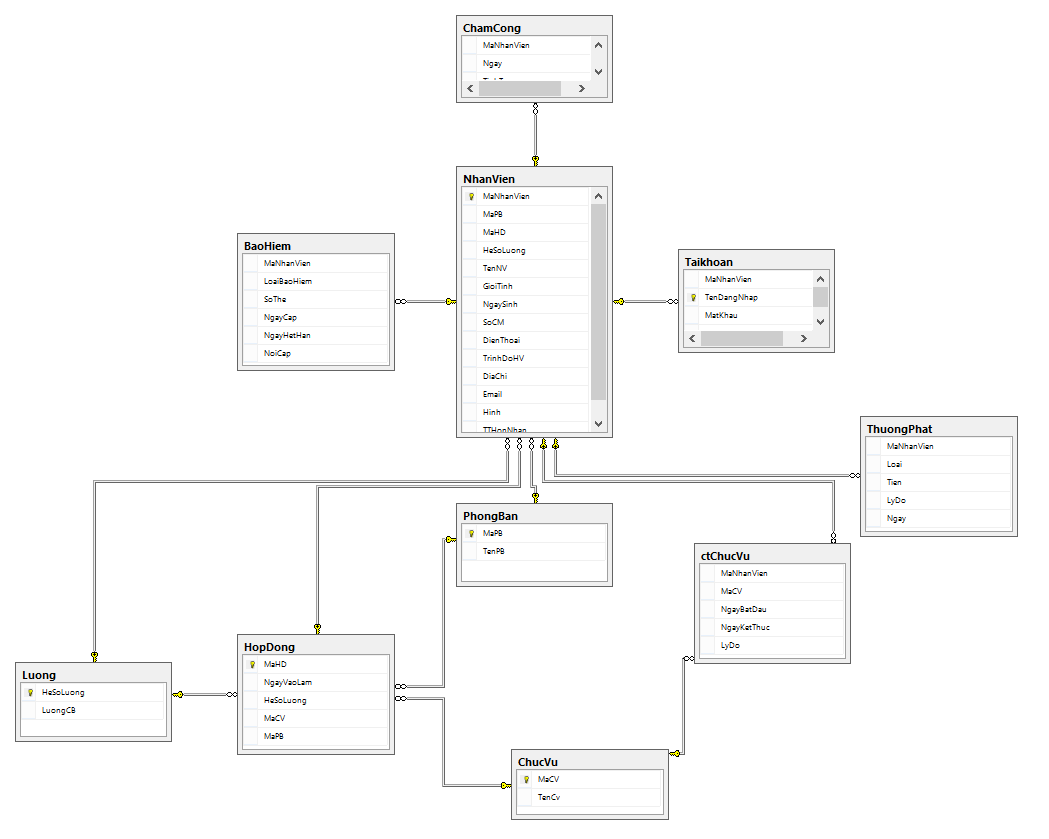 ChamCong
MaNhanVien
Ngay
NhanVien
MaNhanVien
MaPB
MaHD
HeSoLuong
TenNV
GioiTinh
NgaySinh
SoCM
DienThoai
TrinhDoHV
DiaChi
Email
Hinh
TTHonNhan
BaoHiem
MaNhanVien
LoaiBaoHiem
SoThe
NgayCap
NgayHetHan
NoiCap
Taikhoan
MaNhanVien
TenDangNhap
MatKhau
ThuongPhat
MaNhanVien
Loai
Tien
LyDo
Ngay
PhongBan
MaPB
TenPB
ctChucVu
MaNhanVien
MaCV
NgayBatDau
NgayKetThuc
LyDo
HopDong
MaHD
NgayVaoLam
HeSoLuong
MaCV
MaPB
Luong
HeSoLuong
LuongCB
ChucVu
MaCV
TenCv